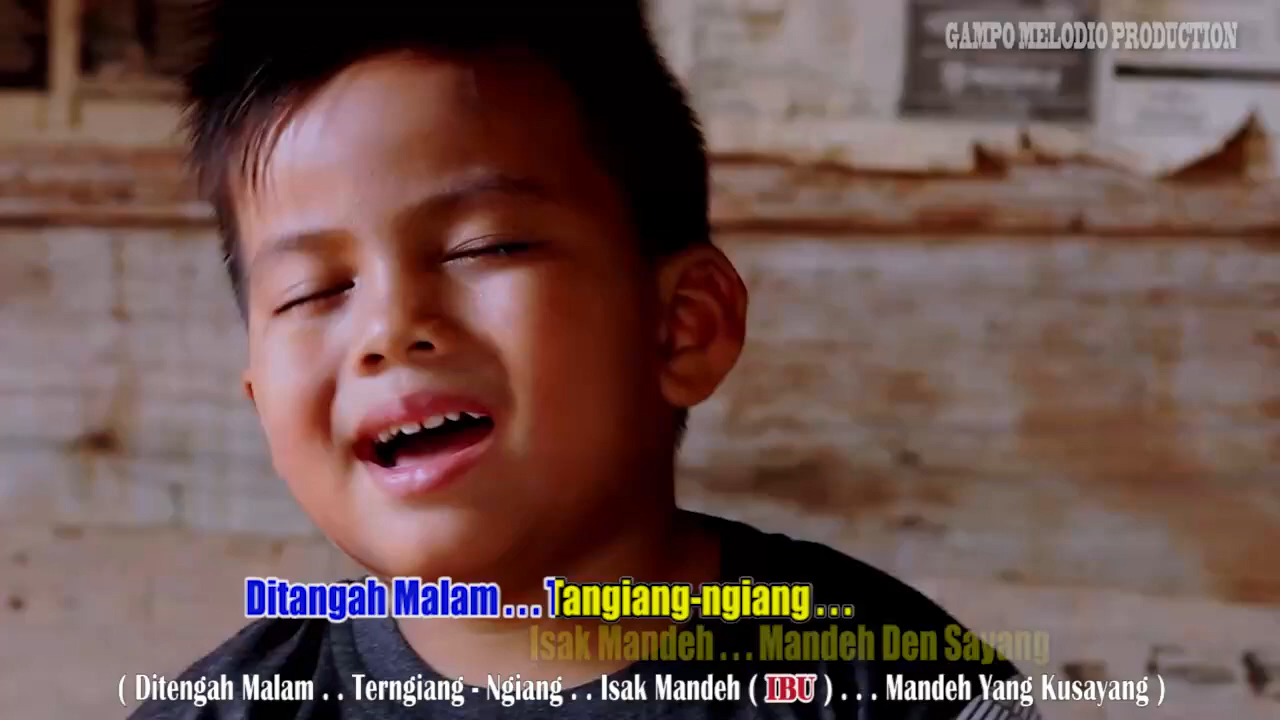 GAMPO MELODIO PRODUCTION
Ditangah Malam . . . Tangiang-ngiang . . .
Isak Mandeh . . . Mandeh Den Sayang
( Ditengah Malam . . Terngiang - Ngiang . . Isak Mandeh ( IBU ) . . . Mandeh Yang Kusayang )